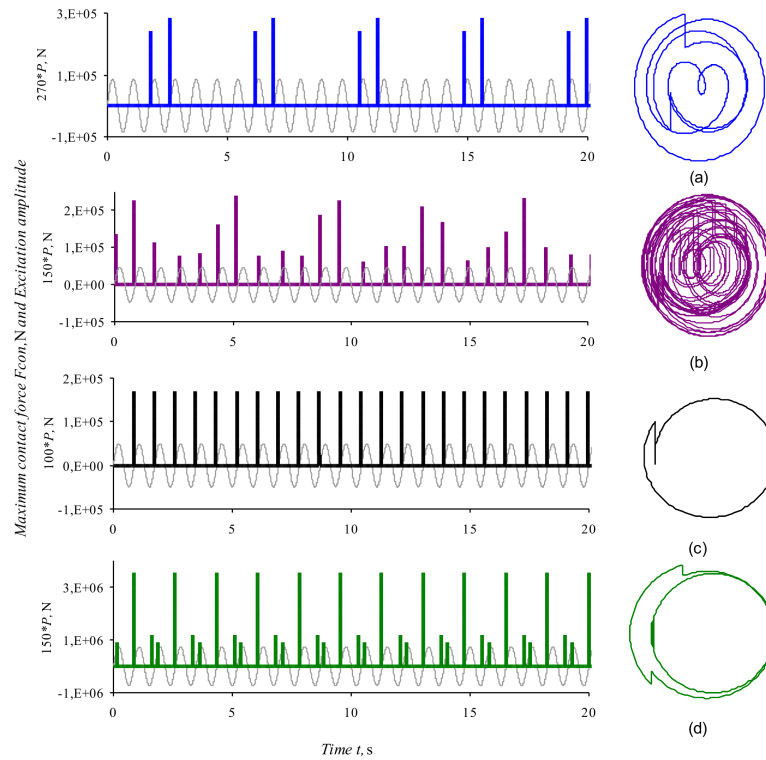 Maximum contact force Fcon,N and Excitation amplitude
270*P, N
3,E+05
1,E+05
-1,E+05
0 5 10 15 20
(a)
150*P, N
2,E+05
1,E+05
0,E+00
-1,E+05
0 5 10 15 20
(b)
100*P, N
2,E+05
1,E+05
0,E+00
-1,E+05
0 5 10 15 20
(c)
150*P, N
3,E+06
1,E+06
-1,E+06
0 5 10 15 20
(d)
Time t, s